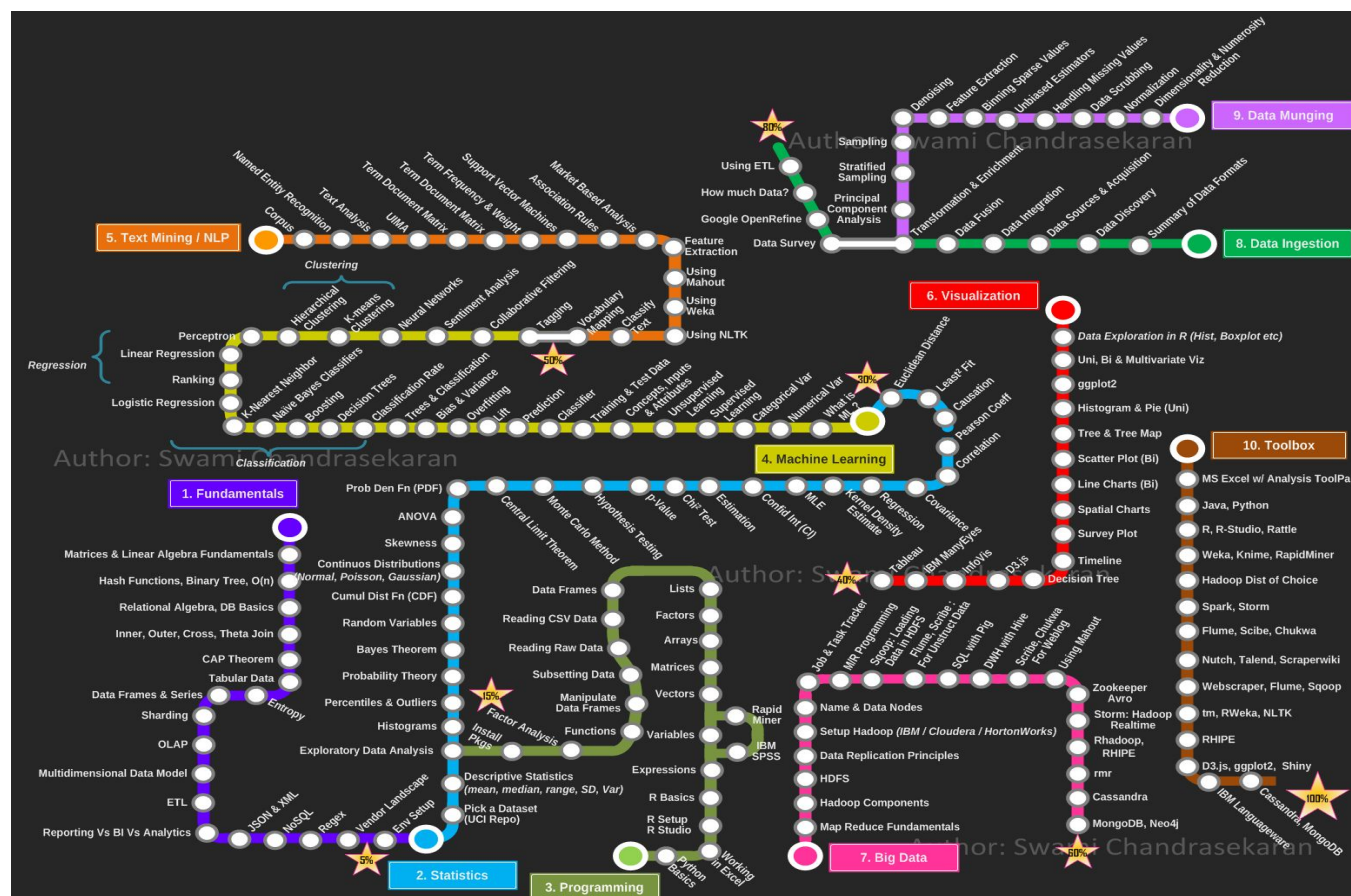 Author: Swami Chandrasekaran
5. Text Mining / NLP
Corpus
Named Entity Recognition
Text Analysis
UIMA
Term Document Matrix
Term Document Matrix
Term Frequency & Weight
Support Vector Machines
Association Rules
Market Based Analysis
Feature
Extraction
Using
Mahout
Using
Weka
Using NLTK
Classify
Text
Vocabulary
Mapping
50%
Tagging
Collaborative Filtering
Sentiment Analysis
Neural Networks
K-means
Clustering
Hierarchical
Clustering
Clustering
Perceptron
Regression
Linear Regression
Ranking
Logistic Regression
K-Nearest Neighbor
Naive Bayes Classifiers
Boosting
Decision Trees
Classification
Classification Rate
Trees & Classification
Bias & Variance
Overfitting
Lift
Prediction
Classifier
Training & Test Data
Concepts, Inputs
& Attributes
Unsupervised
Learning
Supervised
Learning
Categorical Var
Numerical Var
What is
ML?
4. Machine Learning
30%
Author: Swami Chandrasekaran
80%
Using ETL
How much Data?
Google OpenRefine
Data Survey
Transformation & Enrichment
Data Fusion
Data Integration
Data Sources & Acquisition
Data Discovery
Summary of Data Formats
8. Data Ingestion
Principal
Component
Analysis
Stratified
Sampling
Sampling
Denoising
Feature Extraction
Binning Sparse Values
Unbiased Estimators
Handling Missing Values
Data Scrubbing
Normalization
Dimensionality & Numerosity
Reduction
9. Data Munging
6. Visualization
Data Exploration in R (Hist, Boxplot etc)
Uni, Bi & Multivariate Viz
ggplot2
Histogram & Pie (Uni)
Tree & Tree Map
Scatter Plot (Bi)
Line Charts (Bi)
Spatial Charts
Survey Plot
Timeline
Decision Tree
D3.js
InfoVis
IBM ManyEyes
Tableau
40%
10. Toolbox
MS Excel w/ Analysis ToolPa
Java, Python
R, R-Studio, Rattle
Weka, Knime, RapidMiner
Hadoop Dist of Choice
Spark, Storm
Flume, Scibe, Chukwa
Nutch, Talend, Scraperwiki
Webscraper, Flume, Sqoop
tm, RWeka, NLTK
RHIPE
D3.js, ggplot2, Shiny
IBM Languageware
Cassandra, MongoDB
100%
1. Fundamentals
Matrices & Linear Algebra Fundamentals
Hash Functions, Binary Tree, O(n)
Relational Algebra, DB Basics
Inner, Outer, Cross, Theta Join
CAP Theorem
Tabular Data
Entropy
Data Frames & Series
Sharding
OLAP
Multidimensional Data Model
ETL
Reporting Vs BI Vs Analytics
JSON & XML
NoSQL
Regex
Vendor Landscape
Env Setup
5%
2. Statistics
Pick a Dataset
(UCI Repo)
Descriptive Statistics
(mean, median, range, SD, Var)
Exploratory Data Analysis
Histograms
Percentiles & Outliers
Probability Theory
Bayes Theorem
Random Variables
Cumul Dist Fn (CDF)
Continuos Distributions
(Normal, Poisson, Gaussian)
Skewness
ANOVA
Prob Den Fn (PDF)
Central Limit Theorem
Monte Carlo Method
Hypothesis Testing
p-Value
Chi² Test
Estimation
Confid Int (CI)
MLE
Kernel Density
Estimate
Regression
Covariance
Correlation
Pearson Coeff
Causation
Least² Fit
Euclidean Distance
3. Programming
Python
Basics
Working
in Excel
R Setup
R Studio
R Basics
Expressions
IBM
SPSS
Rapid
Miner
Variables
Vectors
Matrices
Arrays
Factors
Lists
Data Frames
Reading CSV Data
Reading Raw Data
Subsetting Data
Manipulate
Data Frames
Functions
Factor Analysis
Install
Pkgs
15%
Author: Swami Chandrasekaran
7. Big Data
Map Reduce Fundamentals
Hadoop Components
HDFS
Data Replication Principles
Setup Hadoop (IBM / Cloudera / HortonWorks)
Name & Data Nodes
Job & Task Tracker
M/R Programming
Sqoop: Loading
Data in HDFS
Flume, Scribe :
For Unstruct Data
SQL with Pig
DWH with Hive
Scribe, Chukwa
For Weblog
Using Mahout
Zookeeper
Avro
Storm: Hadoop
Realtime
Rhadoop,
RHIPE
rmr
Cassandra
MongoDB, Neo4j
60%
Author: Swami Chandrasekaran